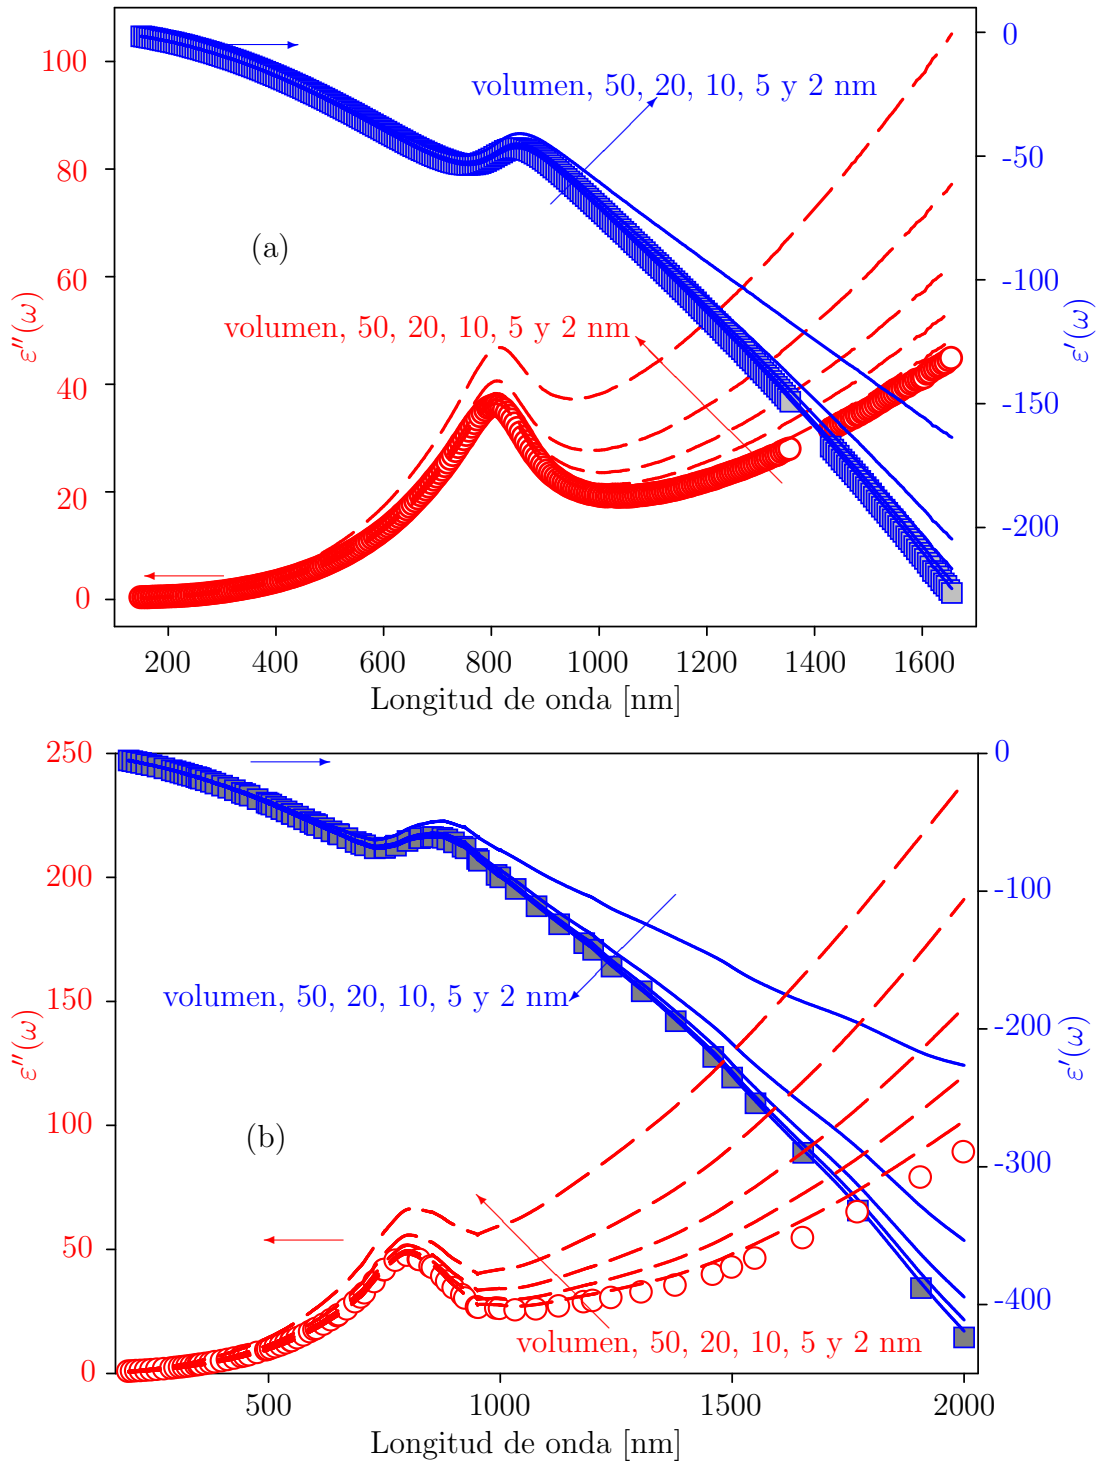 0
100
volumen, 50, 20, 10, 5 y 2 nm
80
-50
(a)
60
-100
ε''(ω)
ε'(ω)
volumen, 50, 20, 10, 5 y 2 nm
40
-150
20
-200
0
200 400 600 800 1000 1200 1400 1600
Longitud de onda [nm]
250
0
200
-100
volumen, 50, 20, 10, 5 y 2 nm
150
-200
ε''(ω)
ε'(ω)
100
(b)
-300
50
-400
volumen, 50, 20, 10, 5 y 2 nm
0
500 1000 1500 2000
Longitud de onda [nm]